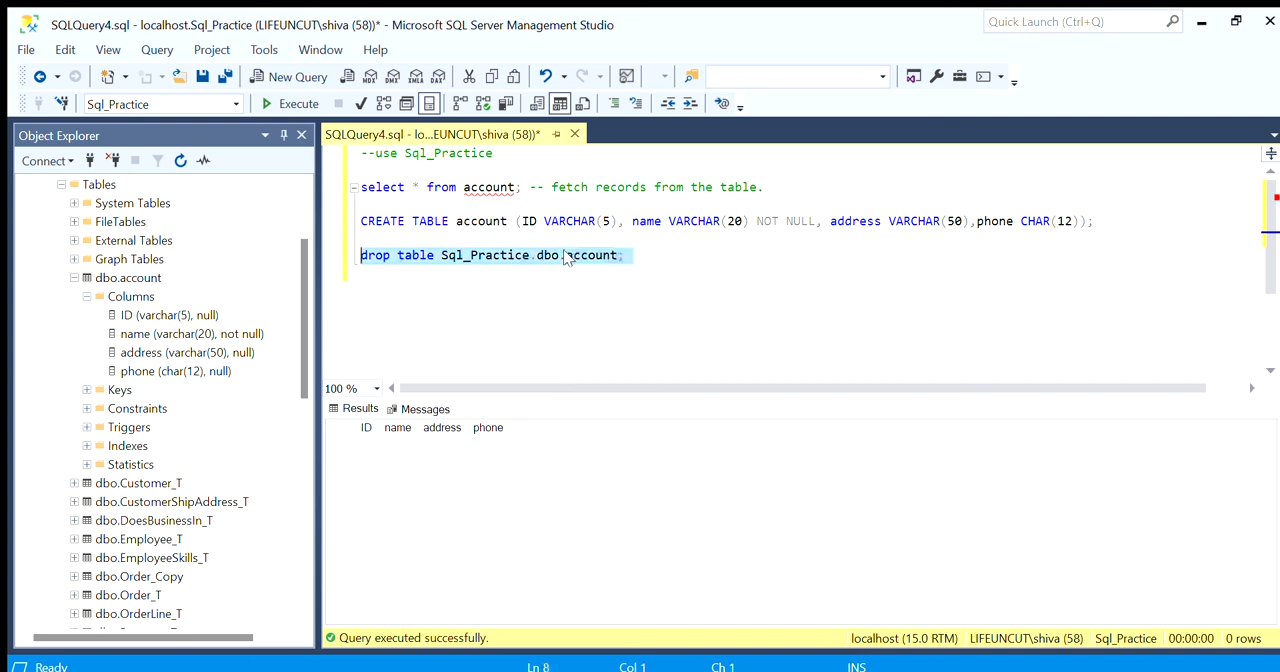 SQLQuery4.sql - localhost.Sql_Practice (LIFEUNCUT\shiva (58))* - Microsoft SQL Server Management Studio
Quick Launch (Ctrl+Q)
File Edit View Query Project Tools Window Help
New Query
MDX DMX XMLA DAX
Sql_Practice
Execute
Object Explorer
SQLQuery4.sql - lo...EUNCUT\shiva (58))*
Connect
Tables
System Tables
FileTables
External Tables
Graph Tables
dbo.account
Columns
ID (varchar(5), null)
name (varchar(20), not null)
address (varchar(50), null)
phone (char(12), null)
Keys
Constraints
Triggers
Indexes
Statistics
dbo.Customer_T
dbo.CustomerShipAddress_T
dbo.DoesBusinessIn_T
dbo.Employee_T
dbo.EmployeeSkills_T
dbo.Order_Copy
dbo.Order_T
dbo.OrderLine_T
--use Sql_Practice
select * from account; -- fetch records from the table.
CREATE TABLE account (ID VARCHAR(5), name VARCHAR(20) NOT NULL, address VARCHAR(50),phone CHAR(12));
drop table Sql_Practice.dbo.account;
100 %
Results Messages
ID name address phone
Query executed successfully.
localhost (15.0 RTM) LIFEUNCUT\shiva (58) Sql_Practice 00:00:00 0 rows
Ready Ln 8 Col 1 Ch 1 INS